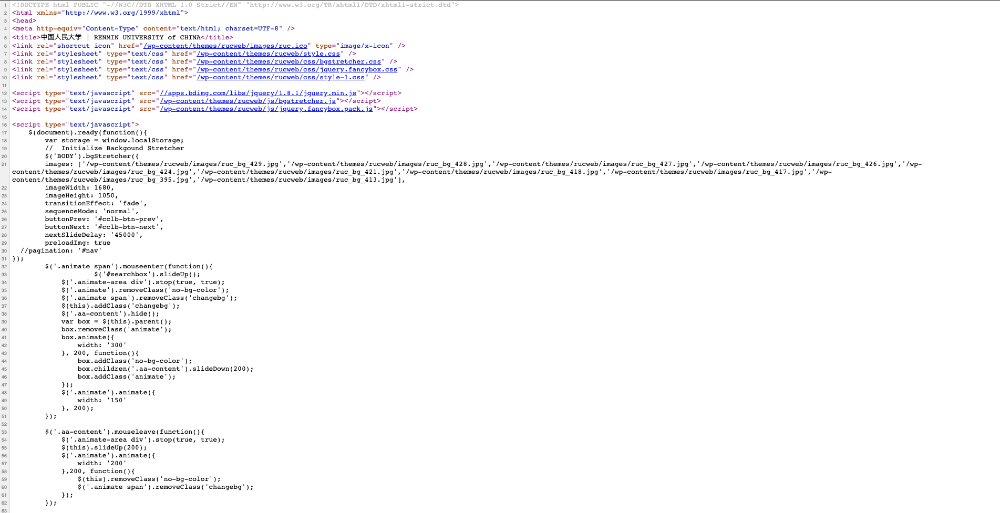 1 <!DOCTYPE html PUBLIC "-//W3C//DTD XHTML 1.0 Strict//EN" "http://www.w3.org/TR/xhtml1/DTD/xhtml1-strict.dtd">
2 <html xmlns="http://www.w3.org/1999/xhtml">
3 <head>
4 <meta http-equiv="Content-Type" content="text/html; charset=UTF-8" />
5 <title>中国人民大学 | RENMIN UNIVERSITY of CHINA</title>
6 <link rel="shortcut icon" href="/wp-content/themes/rucweb/images/ruc.ico" type="image/x-icon" />
7 <link rel="stylesheet" type="text/css" href="/wp-content/themes/rucweb/style.css" />
8 <link rel="stylesheet" type="text/css" href="/wp-content/themes/rucweb/css/bgstretcher.css" />
9 <link rel="stylesheet" type="text/css" href="/wp-content/themes/rucweb/css/jquery.fancybox.css" />
10 <link rel="stylesheet" type="text/css" href="/wp-content/themes/rucweb/css/style-1.css" />
11
12 <script type="text/javascript" src="//apps.bdimg.com/libs/jquery/1.8.1/jquery.min.js"></script>
13 <script type="text/javascript" src="/wp-content/themes/rucweb/js/bgstretcher.js"></script>
14 <script type="text/javascript" src="/wp-content/themes/rucweb/js/jquery.fancybox.pack.js"></script>
15
16 <script type="text/javascript">
17     $(document).ready(function(){
18         var storage = window.localStorage;
19         //  Initialize Backgound Stretcher
20         $('BODY').bgStretcher({
21         images: ['/wp-content/themes/rucweb/images/ruc_bg_429.jpg','/wp-content/themes/rucweb/images/ruc_bg_428.jpg','/wp-content/themes/rucweb/images/ruc_bg_427.jpg','/wp-content/themes/rucweb/images/ruc_bg_426.jpg','/wp-
content/themes/rucweb/images/ruc_bg_424.jpg','/wp-content/themes/rucweb/images/ruc_bg_421.jpg','/wp-content/themes/rucweb/images/ruc_bg_418.jpg','/wp-content/themes/rucweb/images/ruc_bg_417.jpg','/wp-
content/themes/rucweb/images/ruc_bg_395.jpg','/wp-content/themes/rucweb/images/ruc_bg_413.jpg'],
22         imageWidth: 1680,
23         imageHeight: 1050,
24         transitionEffect: 'fade',
25         sequenceMode: 'normal',
26         buttonPrev: '#cclb-btn-prev',
27         buttonNext: '#cclb-btn-next',
28         nextSlideDelay: '45000',
29         preloadImg: true
30   //pagination: '#nav'
31 });
32         $('.animate span').mouseenter(function(){
33                     $('#searchbox').slideUp();
34             $('.animate-area div').stop(true, true);
35             $('.animate').removeClass('no-bg-color');
36             $('.animate span').removeClass('changebg');
37             $(this).addClass('changebg');
38             $('.aa-content').hide();
39             var box = $(this).parent();
40             box.removeClass('animate');
41             box.animate({
42                 width: '300'
43             }, 200, function(){
44                 box.addClass('no-bg-color');
45                 box.children('.aa-content').slideDown(200);
46                 box.addClass('animate');
47             });
48             $('.animate').animate({
49                 width: '150'
50             }, 200);
51         });
52
53         $('.aa-content').mouseleave(function(){
54             $('.animate-area div').stop(true, true);
55             $(this).slideUp(200);
56             $('.animate').animate({
57                 width: '200'
58             },200, function(){
59                 $(this).removeClass('no-bg-color');
60                 $('.animate span').removeClass('changebg');
61             });
62         });
63